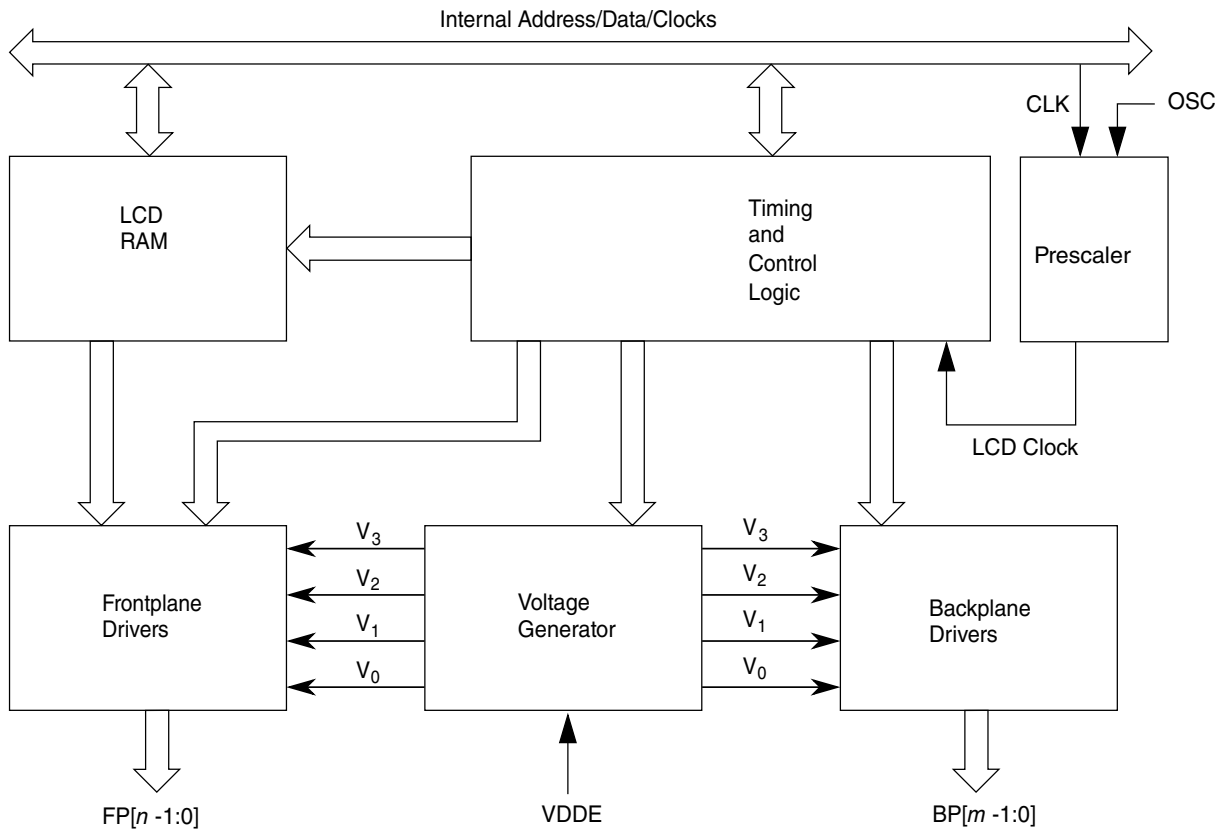 Internal Address/Data/Clocks
CLK
OSC
LCD
RAM
Timing
and
Control
Logic
Prescaler
LCD Clock
V3
V3
V2
V2
V1
V1
V0
V0
Frontplane
Drivers
Voltage
Generator
Backplane
Drivers
FP[n -1:0]
VDDE
BP[m -1:0]